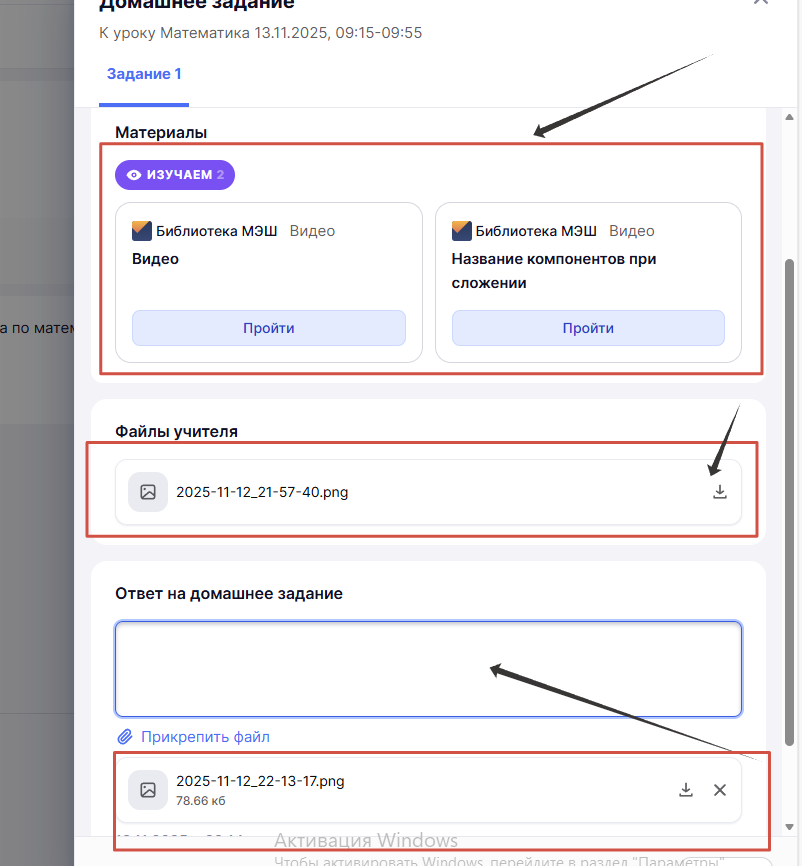 Домашнее задание
К уроку Математика 13.11.2025, 09:15-09:55
Задание 1
Материалы
ИЗУЧАЕМ 2
Библиотека МЭШ Видео
Видео
Пройти
Библиотека МЭШ Видео
Название компонентов при
сложении
Пройти
а по матем
Файлы учителя
2025-11-12_21-57-40.png
Ответ на домашнее задание
Прикрепить файл
2025-11-12_22-13-17.png
78.66 кб
Активация Windows
Чтобы активировать Windows, перейдите в раздел "Параметры".